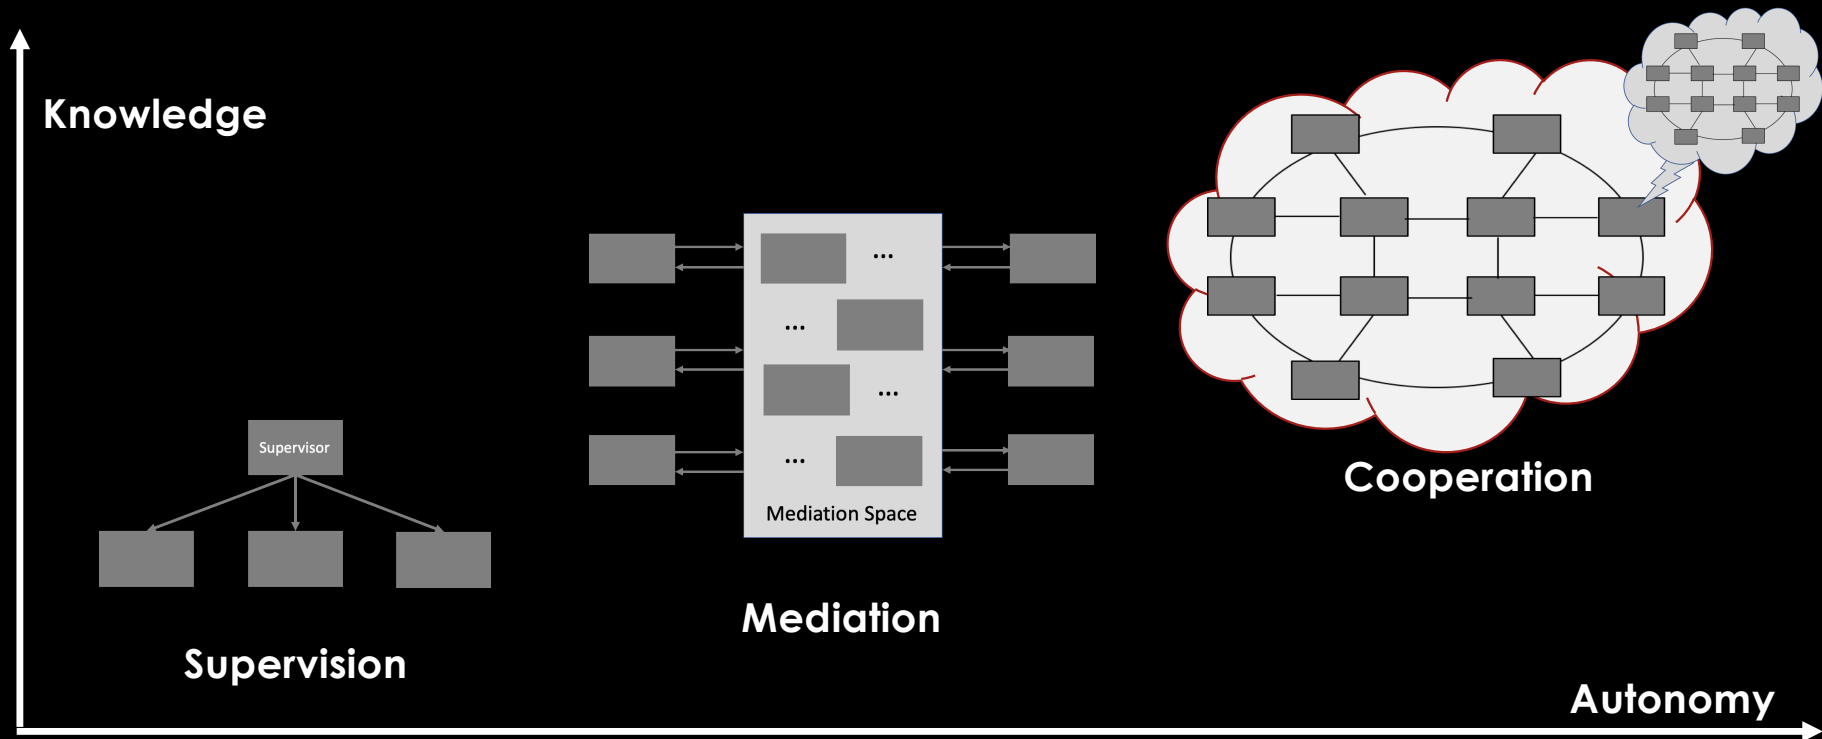 Knowledge
Supervisor
Supervision
...
...
...
...
Mediation Space
Mediation
Cooperation
Autonomy